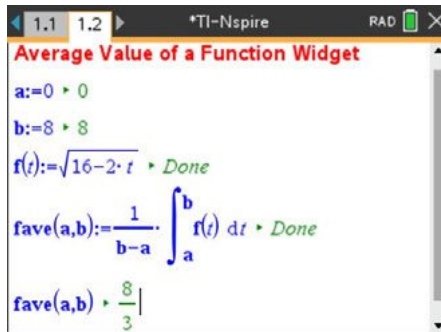 1.1 1.2 *TI-Nspire RAD
Average Value of a Function Widget
a:=0 ▸ 0
b:=8 ▸ 8
f(t):=√(16−2· t) ▸ Done
fave(a,b):=1/(b−a)· ∫_a^b f(t) dt ▸ Done
fave(a,b) ▸ 8/3